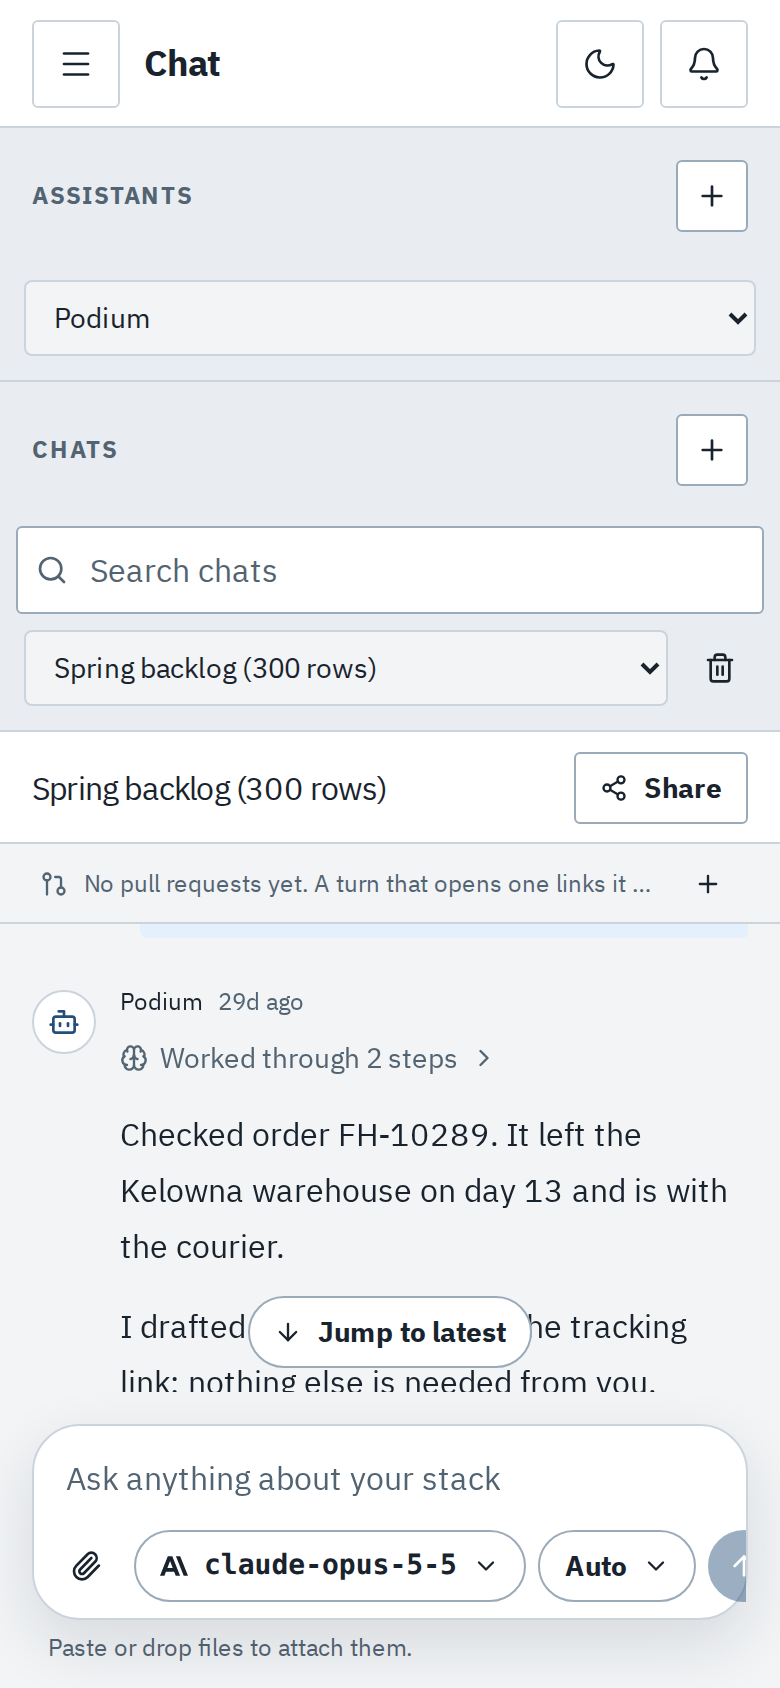 Chat
ASSISTANTS
Podium
CHATS
Search chats
Spring backlog (300 rows)
Spring backlog (300 rows)
Share
No pull requests yet. A turn that opens one links it ...
Podium 29d ago
Worked through 2 steps
Checked order FH-10289. It left the
Kelowna warehouse on day 13 and is with
the courier.
I drafted he tracking
Jump to latest
link; nothing else is needed from you.
Ask anything about your stack
claude-opus-5-5
Auto
Paste or drop files to attach them.